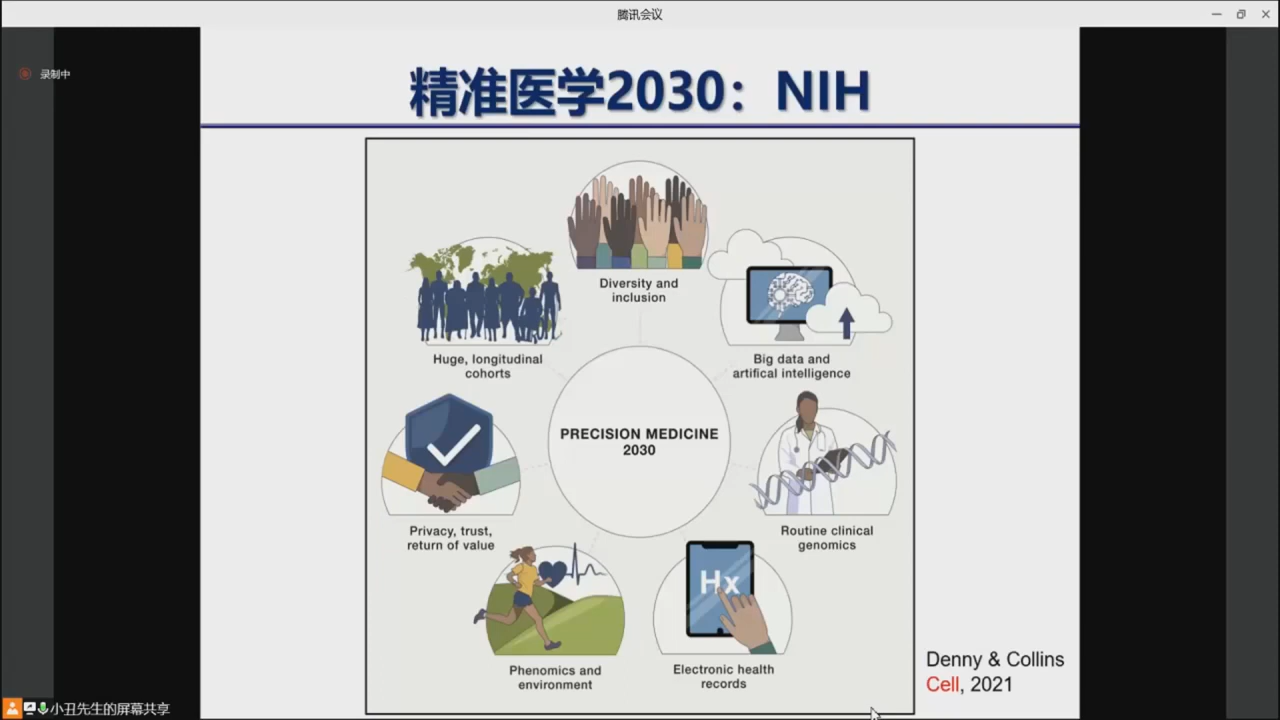 腾讯会议
录制中
精准医学2030：NIH
Diversity and
inclusion
Huge, longitudinal
cohorts
Big data and
artifical intelligence
PRECISION MEDICINE
2030
Privacy, trust,
return of value
Routine clinical
genomics
Hx
Phenomics and
environment
Electronic health
records
Denny & Collins
Cell, 2021
小丑先生的屏幕共享